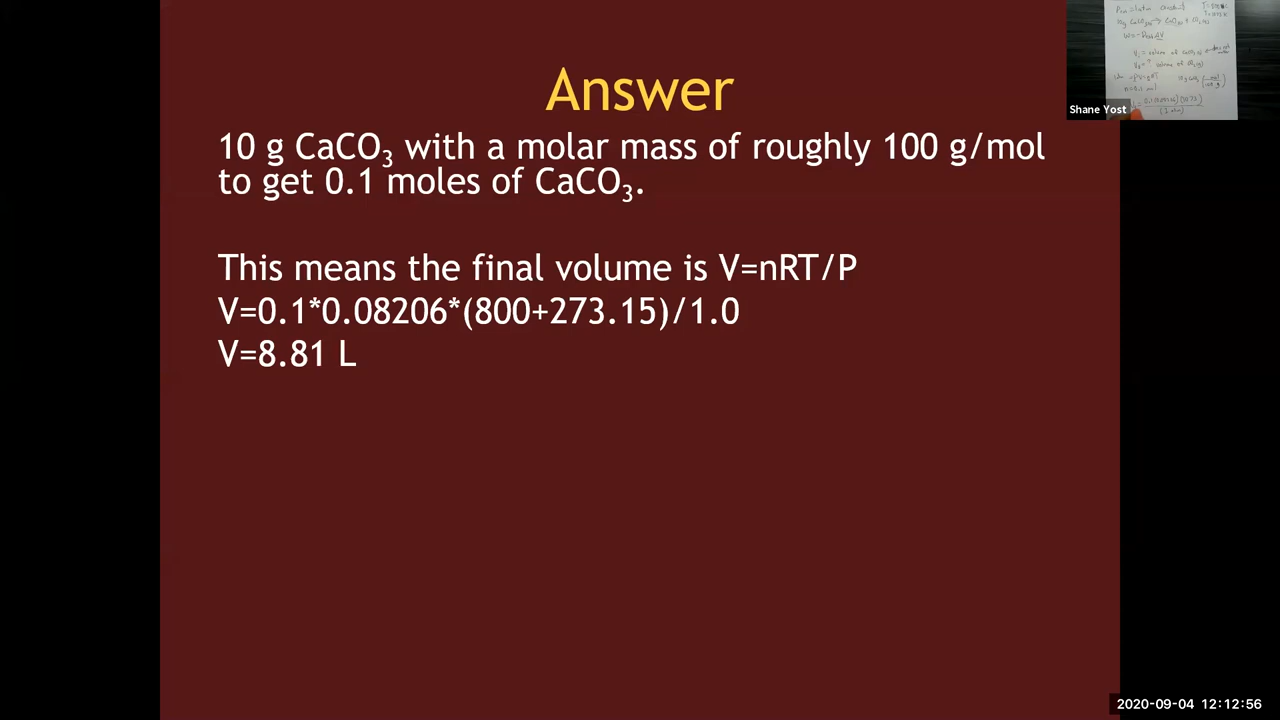 Answer
10 g CaCO₃ with a molar mass of roughly 100 g/mol
to get 0.1 moles of CaCO₃.
This means the final volume is V=nRT/P
V=0.1*0.08206*(800+273.15)/1.0
V=8.81 L
Shane Yost
2020-09-04 12:12:56